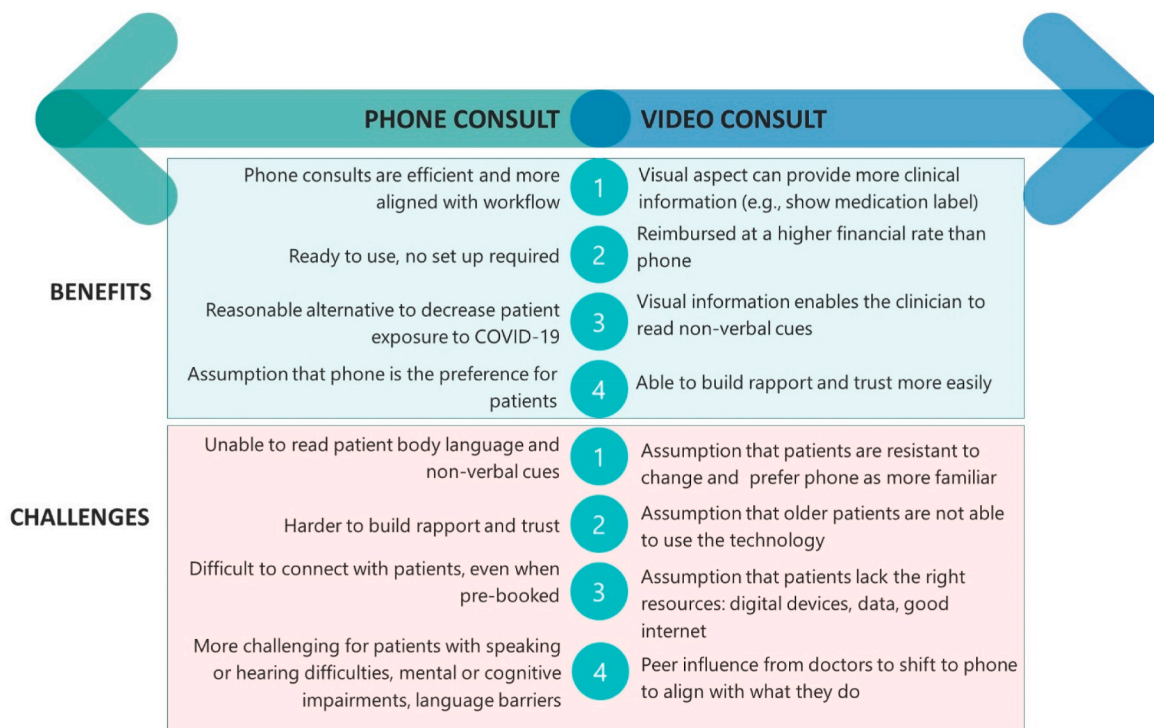 PHONE CONSULT
VIDEO CONSULT
BENEFITS
Phone consults are efficient and more
aligned with workflow
1
Visual aspect can provide more clinical
information (e.g., show medication label)
Ready to use, no set up required
2
Reimbursed at a higher financial rate than
phone
Reasonable alternative to decrease patient
exposure to COVID-19
3
Visual information enables the clinician to
read non-verbal cues
Assumption that phone is the preference for
patients
4
Able to build rapport and trust more easily
CHALLENGES
Unable to read patient body language and
non-verbal cues
1
Assumption that patients are resistant to
change and prefer phone as more familiar
Harder to build rapport and trust
2
Assumption that older patients are not able
to use the technology
Difficult to connect with patients, even when
pre-booked
3
Assumption that patients lack the right
resources: digital devices, data, good
internet
More challenging for patients with speaking
or hearing difficulties, mental or cognitive
impairments, language barriers
4
Peer influence from doctors to shift to phone
to align with what they do